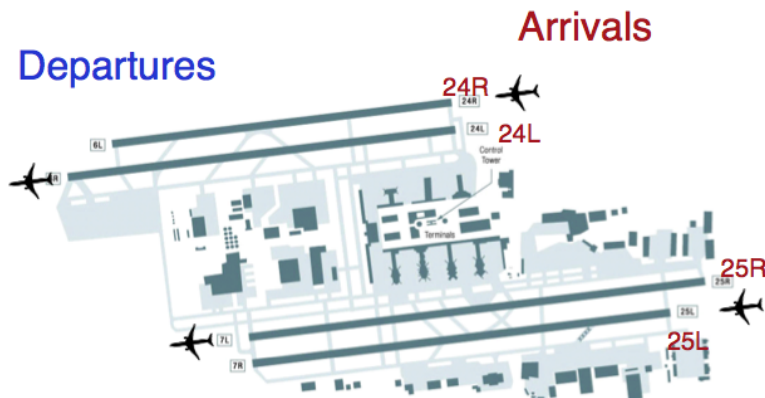 Arrivals
Departures
24R
24R
24L
24L
6L
R
Control
Tower
Terminals
25R
25R
25L
7L
25L
7R